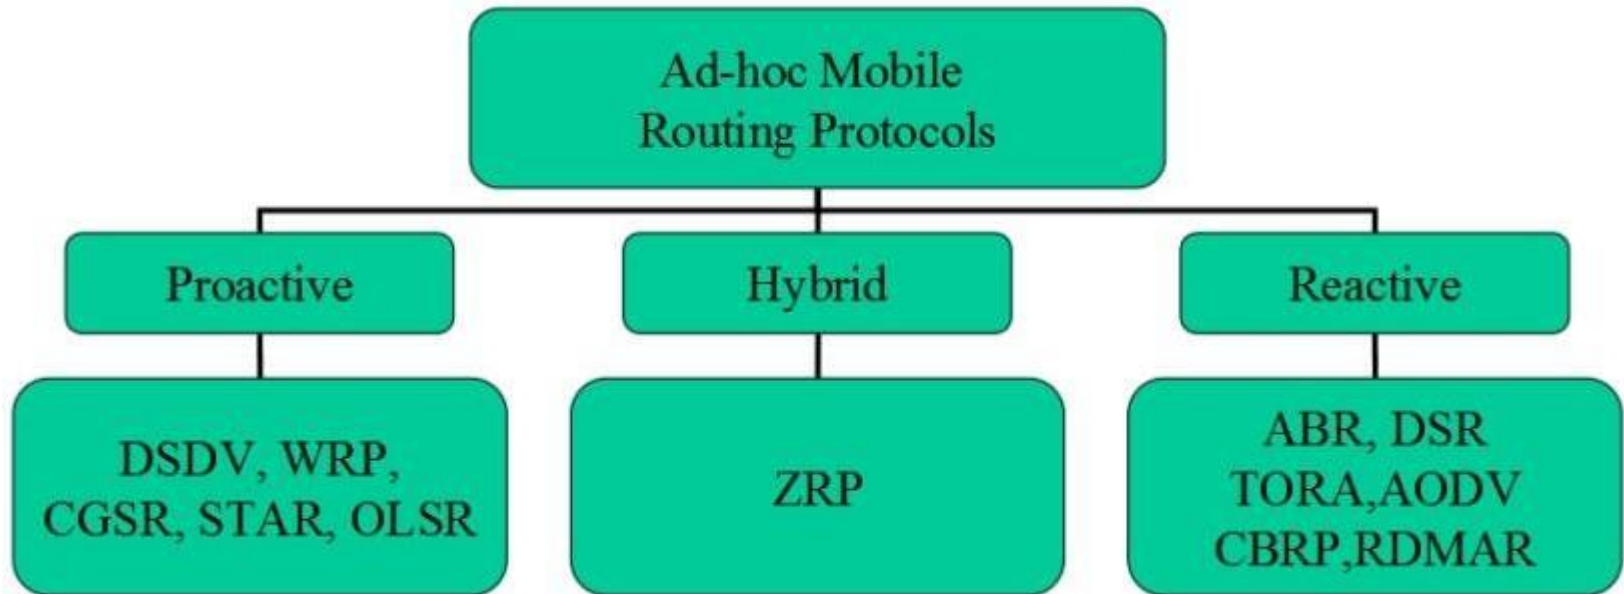 Ad-hoc Mobile
Routing Protocols
Proactive
Hybrid
Reactive
DSDV, WRP,
CGSR, STAR, OLSR
ZRP
ABR, DSR
TORA,AODV
CBRP,RDMAR